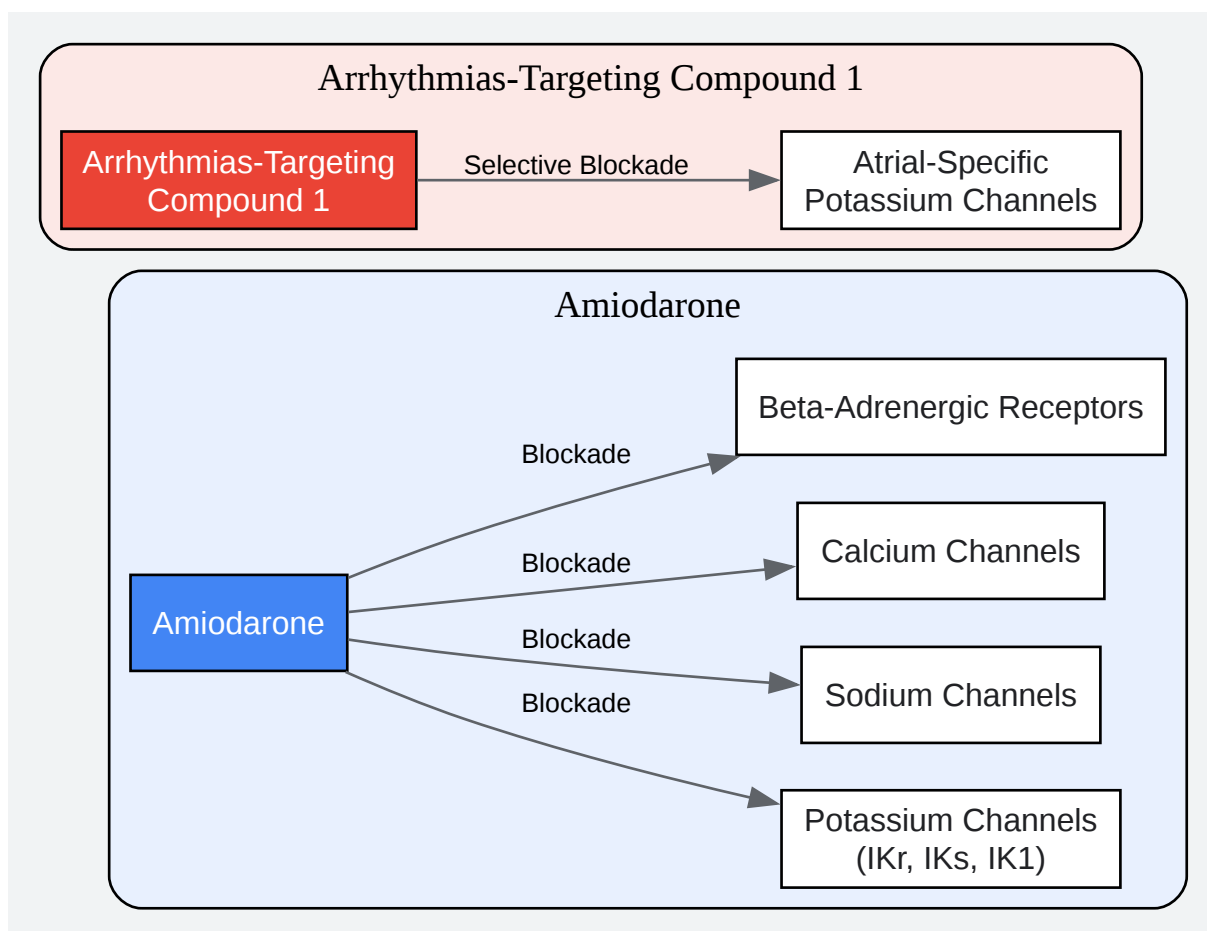 Arrhythmias-Targeting Compound 1
Arrhythmias-Targeting
Compound 1
Selective Blockade
Atrial-Specific
Potassium Channels
Amiodarone
Amiodarone
Blockade
Beta-Adrenergic Receptors
Blockade
Calcium Channels
Blockade
Sodium Channels
Blockade
Potassium Channels
(IKr, IKs, IK1)